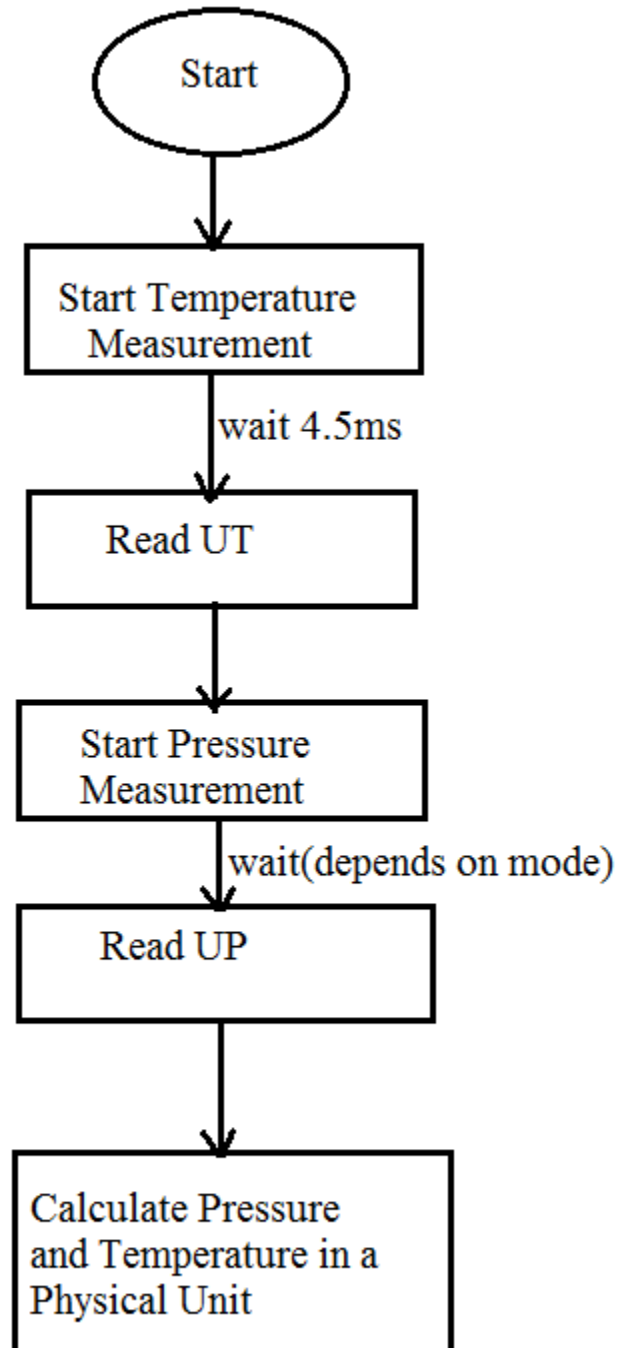 Start
Start Temperature
Measurement
wait 4.5ms
Read UT
Start Pressure
Measurement
wait(depends on mode)
Read UP
Calculate Pressure
and Temperature in a
Physical Unit